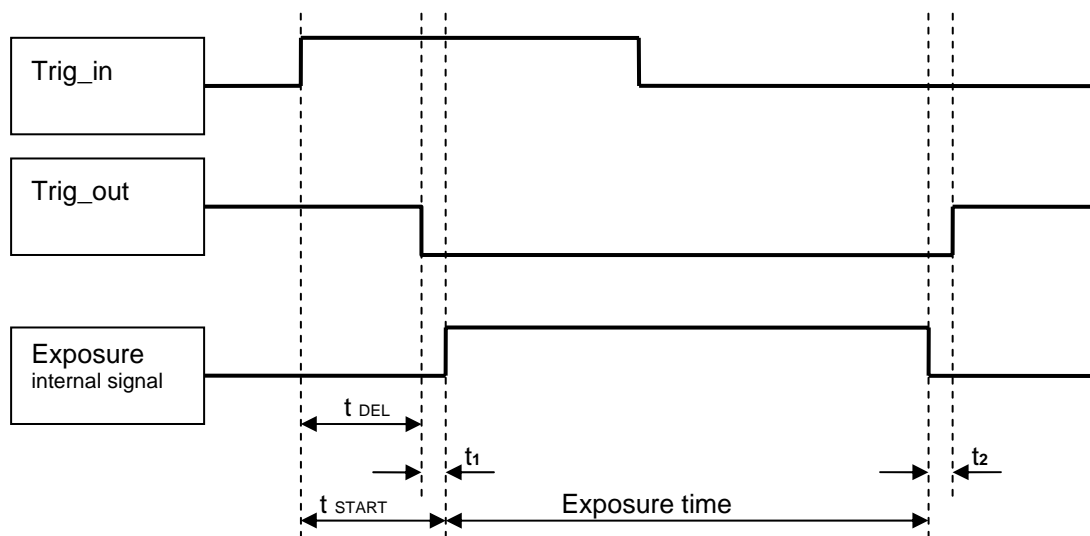 Trig_in
Trig_out
Exposure
internal signal
t DEL
t1
t2
t START
Exposure time